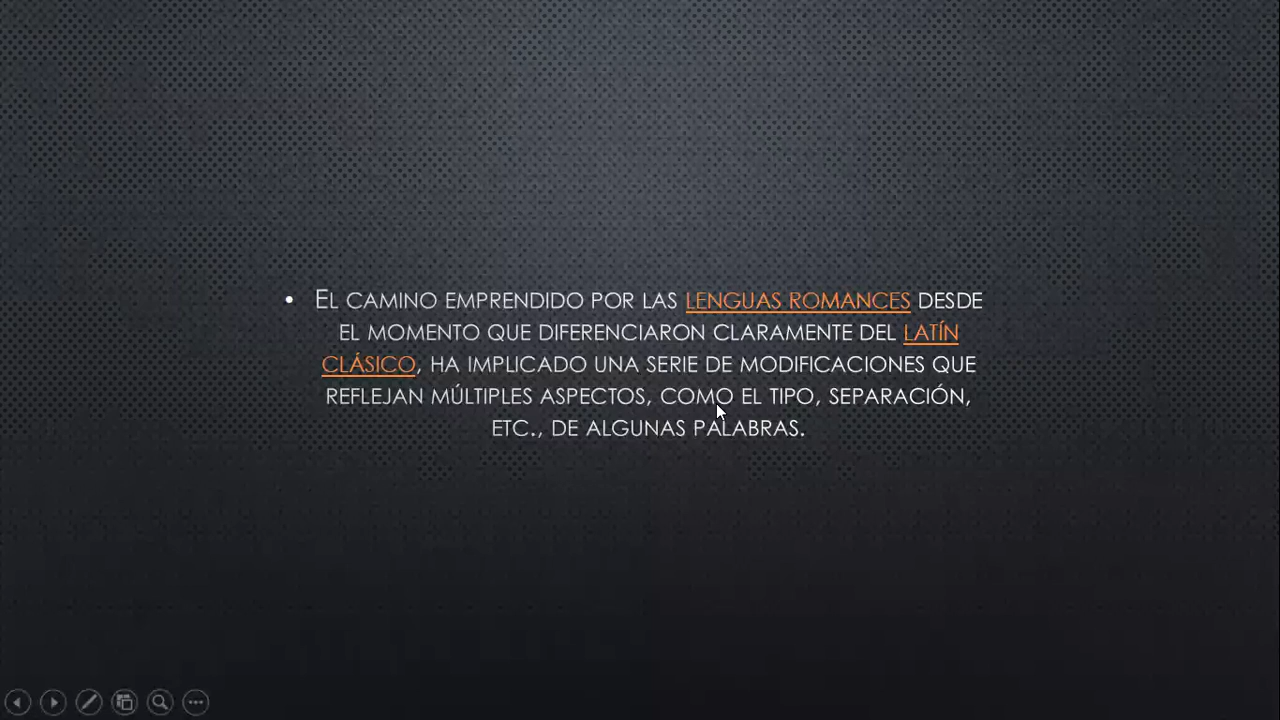 • El camino emprendido por las lenguas romances desde
el momento que diferenciaron claramente del latín
clásico, ha implicado una serie de modificaciones que
reflejan múltiples aspectos, como el tipo, separación,
etc., de algunas palabras.